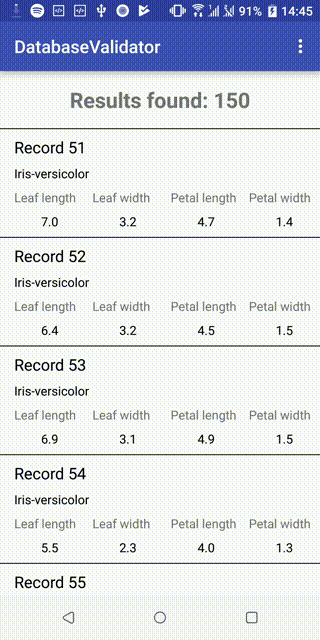 91% 14:45
DatabaseValidator
Results found: 150
Record 51
Iris-versicolor
Leaf length Leaf width Petal length Petal width
7.0 3.2 4.7 1.4
Record 52
Iris-versicolor
Leaf length Leaf width Petal length Petal width
6.4 3.2 4.5 1.5
Record 53
Iris-versicolor
Leaf length Leaf width Petal length Petal width
6.9 3.1 4.9 1.5
Record 54
Iris-versicolor
Leaf length Leaf width Petal length Petal width
5.5 2.3 4.0 1.3
Record 55